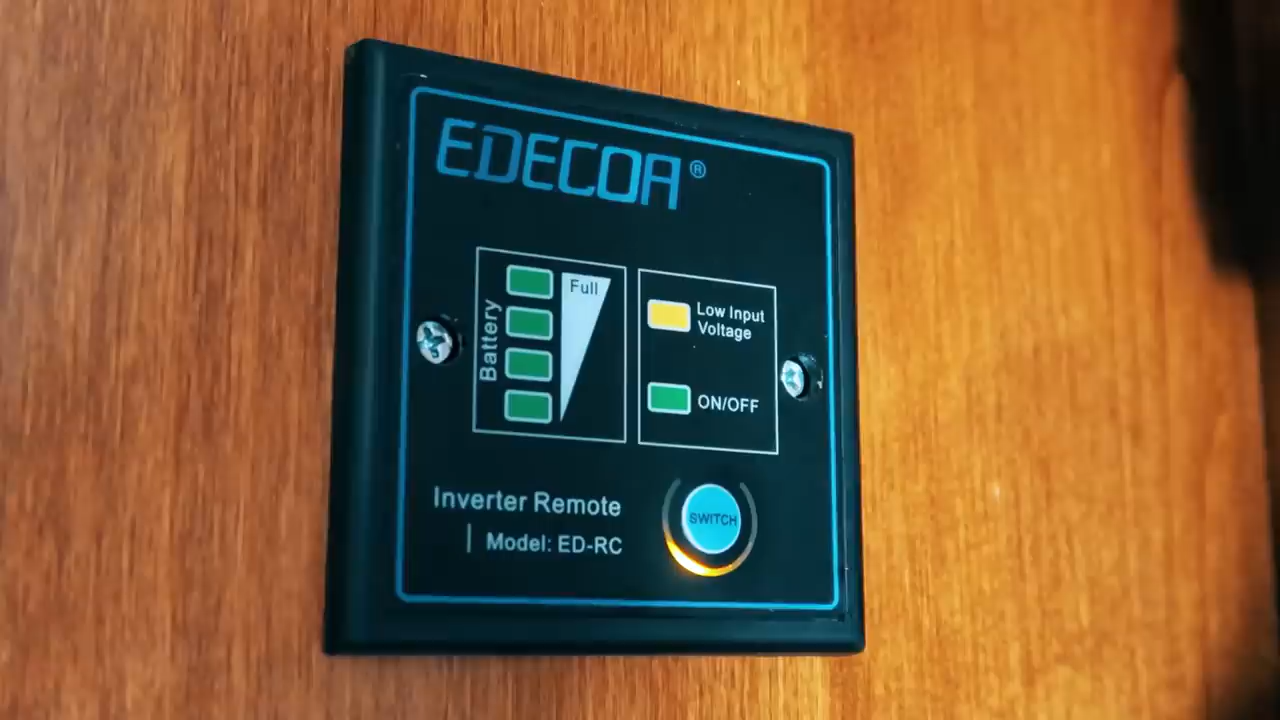 EDECOA®
Battery
Full
Low Input
Voltage
ON/OFF
Inverter Remote
Model: ED-RC
SWITCH